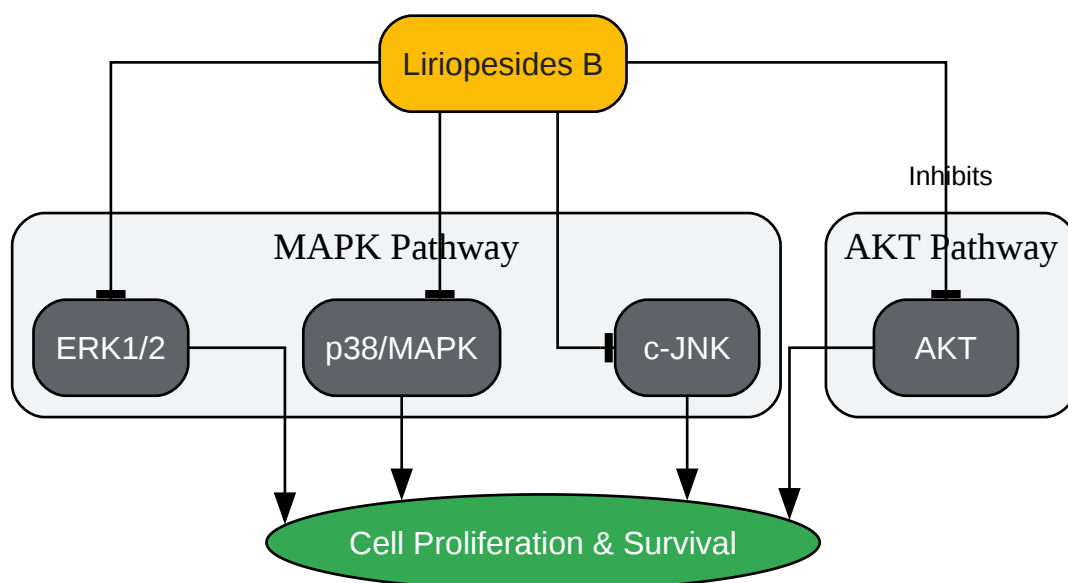 Liriopesides B
Inhibits
MAPK Pathway
AKT Pathway
ERK1/2
p38/MAPK
c-JNK
AKT
Cell Proliferation & Survival